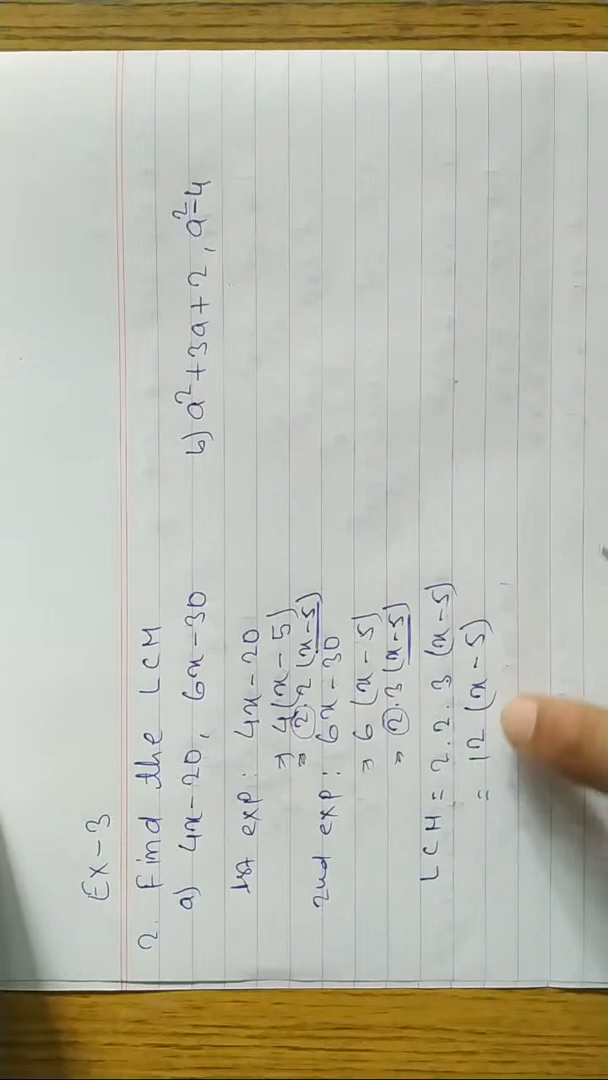 Ex-3
2. Find the LCM
a) 4x-20, 6x-30 b) a²+3a+2, a²-4
1st exp: 4x-20
⇒ 4(x-5)
= 2.2(x-5)
2nd exp: 6x-30
⇒ 6(x-5)
= 2.3(x-5)
LCM = 2.2.3(x-5)
= 12(x-5)